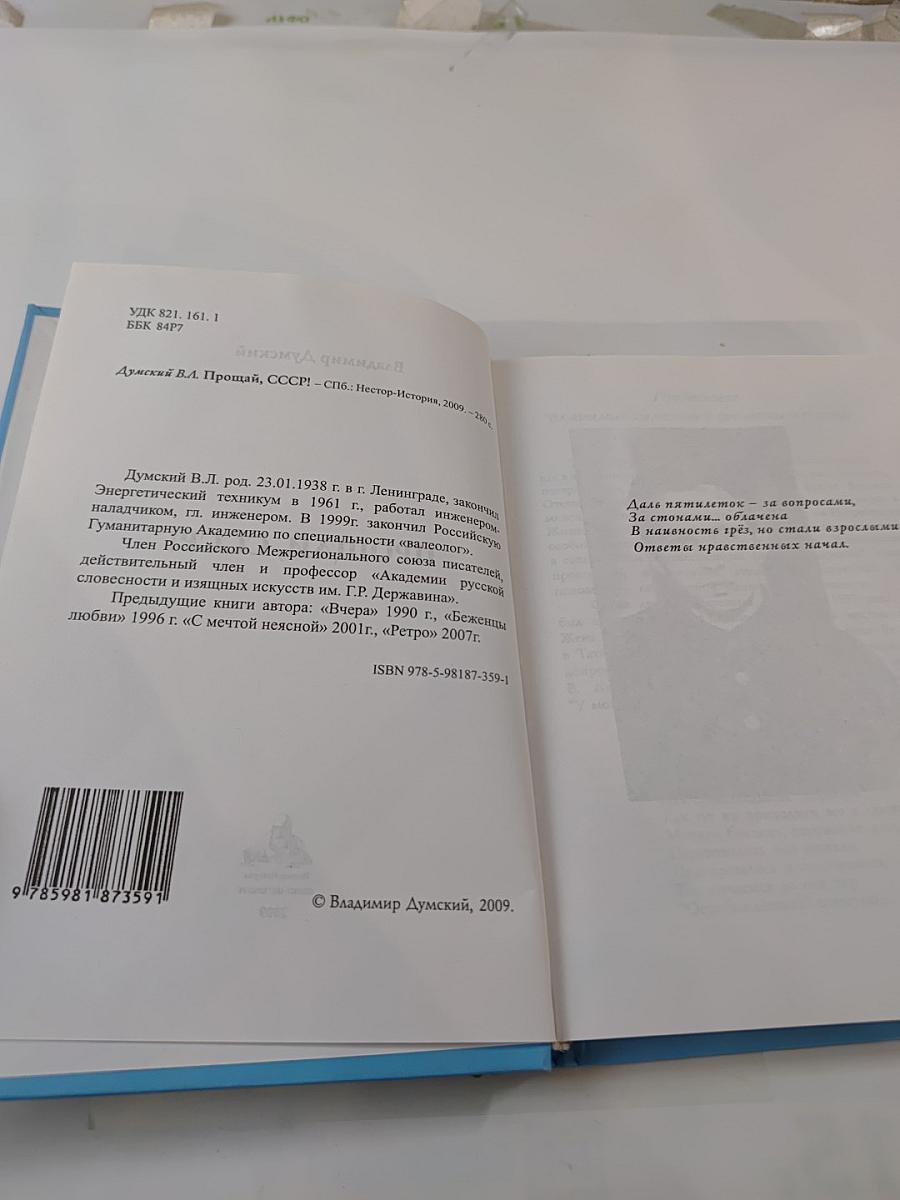 УДК 821. 161. 1
ББК 84Р7
Думский В.Л. Прощай, СССР! – СПб.: Нестор-История, 2009. – 280 с.
Думский В.Л. род. 23.01.1938 г. в г. Ленинграде, закончил
Энергетический техникум в 1961 г., работал инженером-
наладчиком, гл. инженером. В 1999г. закончил Российскую
Гуманитарную Академию по специальности «валеолог».
Член Российского Межрегионального союза писателей,
действительный член и профессор «Академии русской
словесности и изящных искусств им. Г.Р. Державина».
Предыдущие книги автора: «Вчера» 1990 г., «Беженцы
любви» 1996 г. «С мечтой неясной» 2001г., «Ретро» 2007г.
ISBN 978-5-98187-359-1
9 785981 873591
© Владимир Думский, 2009.
Даль пятилеток – за вопросами,
За стонами... облачена
В наивность грёз, но стали взрослыми
Ответы нравственных начал.